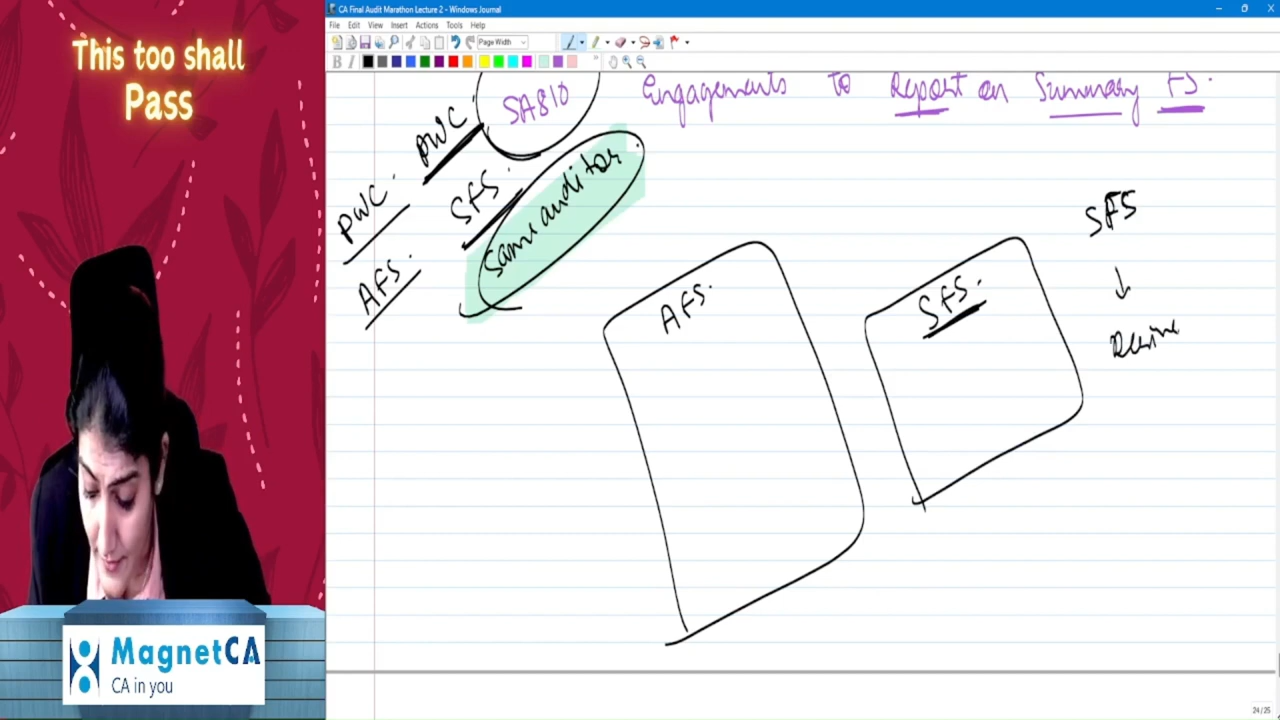 This too shall
Pass
MagnetCA
CA in you
CA Final Audit Marathon Lecture 2 - Windows Journal
File Edit View Insert Actions Tools Help
Page Width
B I
SA810
Engagements to Report on Summary FS.
PWC.
PWC.
AFS.
SFS.
Same auditor.
AFS.
SFS.
SFS
↓
24/25